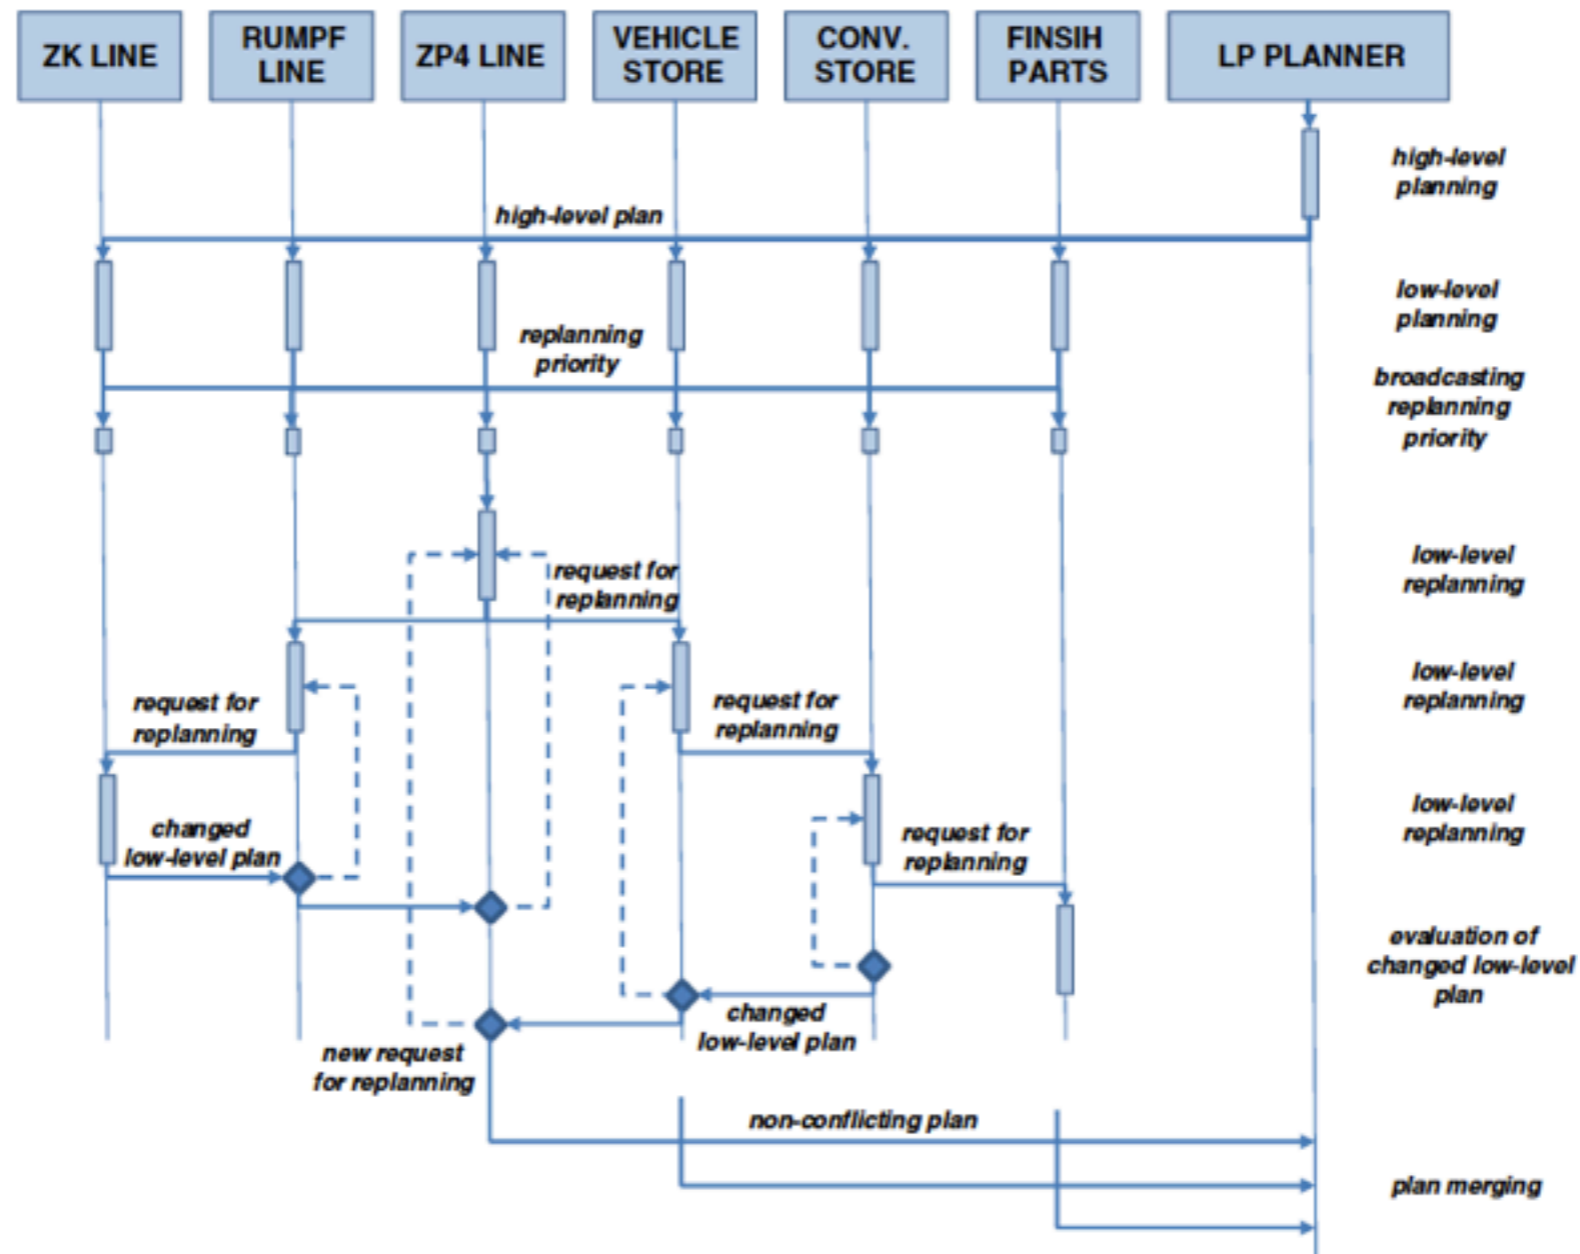 ZK LINE
RUMPF
LINE
ZP4 LINE
VEHICLE
STORE
CONV.
STORE
FINSIH
PARTS
LP PLANNER
high-level
planning
high-level plan
low-level
planning
replanning
priority
broadcasting
replanning
priority
low-level
replanning
request for
replanning
low-level
replanning
request for
replanning
request for
replanning
low-level
replanning
changed
low-level plan
request for
replanning
evaluation of
changed low-level
plan
changed
low-level plan
new request
for replanning
non-conflicting plan
plan merging